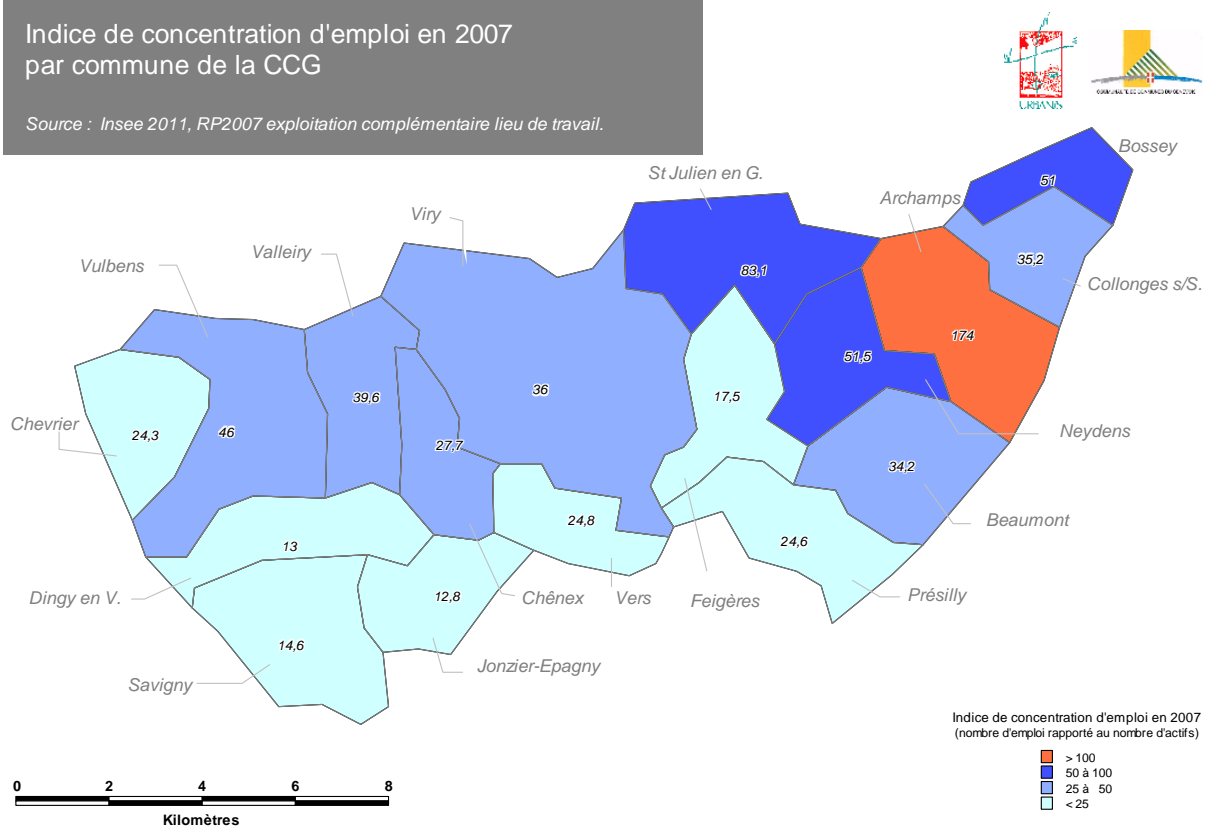 Indice de concentration d'emploi en 2007
par commune de la CCG
Source : Insee 2011, RP2007 exploitation complémentaire lieu de travail.
URBANIS
COMMUNAUTÉ DE COMMUNES DU GENEVOIS
Bossey
St Julien en G.
51
Archamps
Viry
Valleiry
35,2
Vulbens
83,1
Collonges s/S.
174
51,5
36
39,6
17,5
Chevrier
24,3
46
27,7
Neydens
34,2
24,8
Beaumont
13
24,6
Dingy en V.
12,8
Chênex
Vers
Feigères
Présilly
14,6
Jonzier-Epagny
Savigny
Indice de concentration d'emploi en 2007
(nombre d'emploi rapporté au nombre d'actifs)
> 100
50 à 100
25 à 50
< 25
0 2 4 6 8
Kilomètres